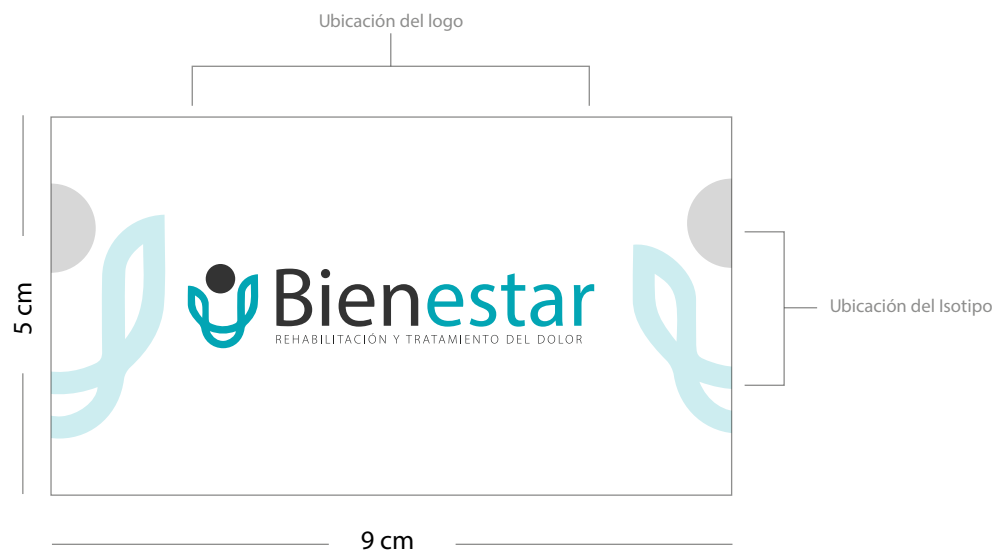 Ubicación del logo
5 cm
Bienestar
REHABILITACIÓN Y TRATAMIENTO DEL DOLOR
Ubicación del Isotipo
9 cm